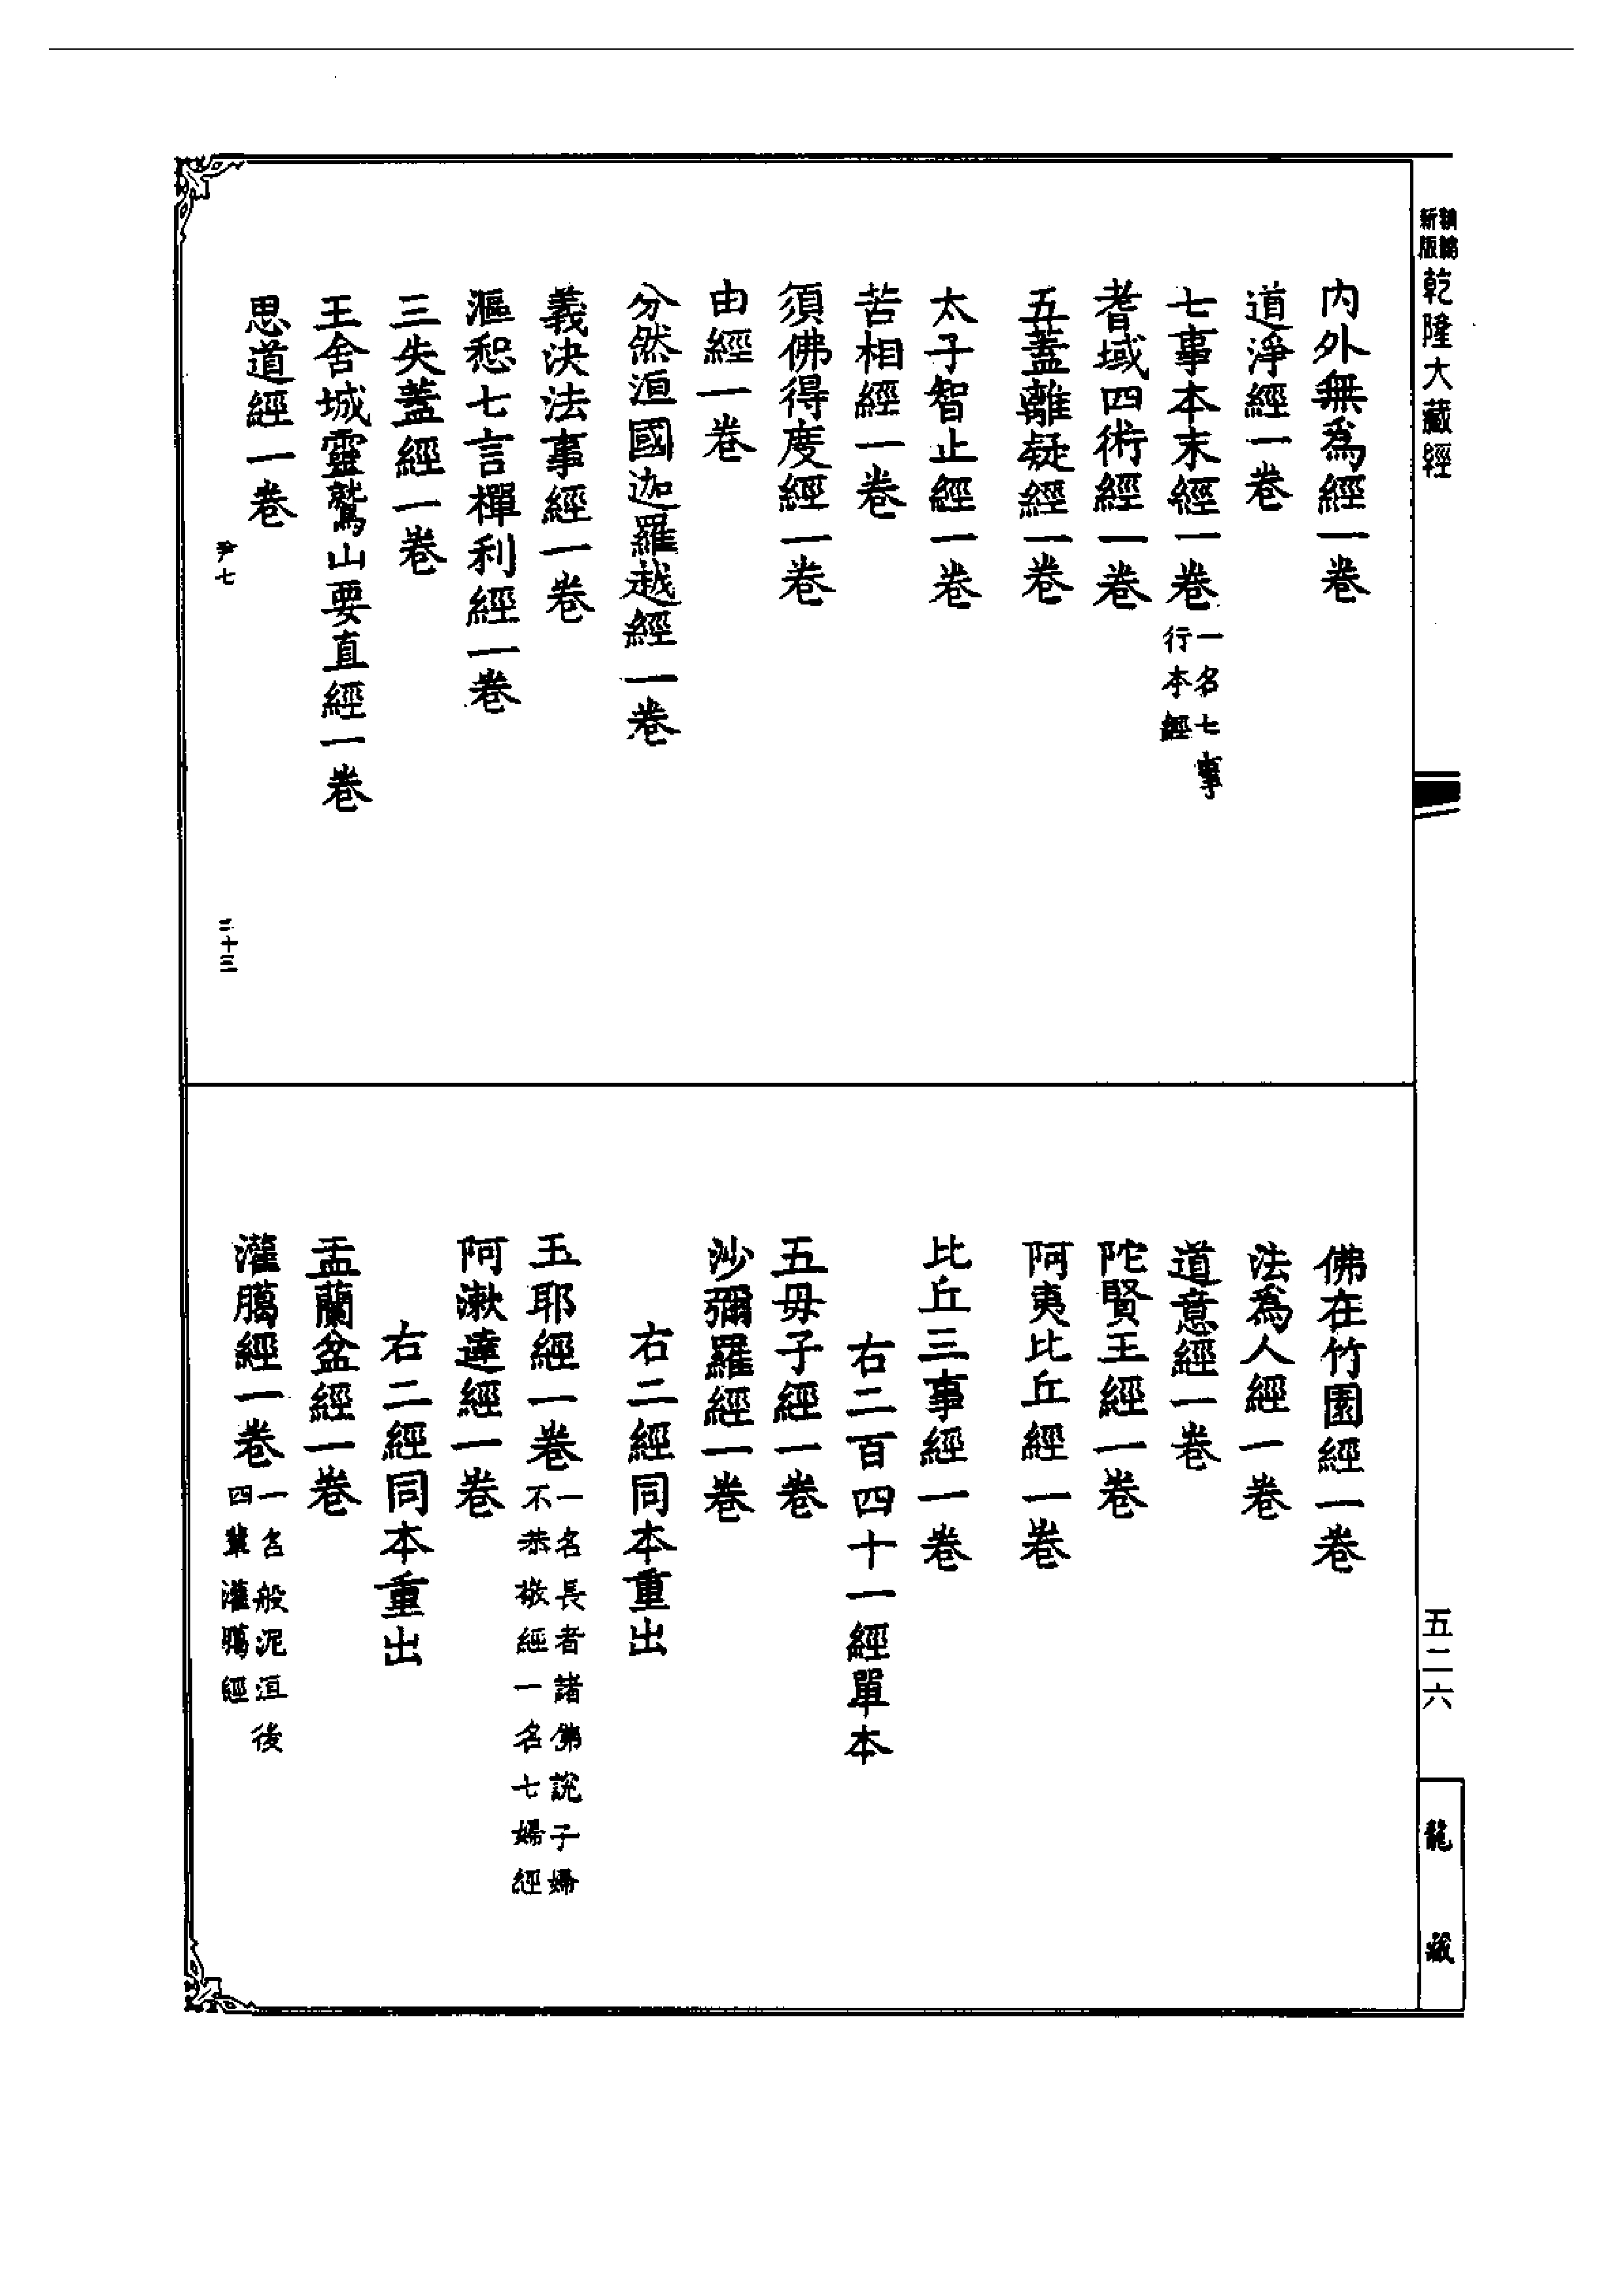 新版
乾隆大藏經
內外無為經一卷
道淨經一卷
七事本末經一卷一名七事行本經
耆域四術經一卷
五蓋離疑經一卷
太子智止經一卷
苦相經一卷
須佛得度經一卷
由經一卷
分然洹國迦羅越經一卷
義決法事經一卷
漚惒七言禪利經一卷
三失蓋經一卷
王舍城靈鷲山要直經一卷
思道經一卷
尹七
二十三
佛在竹園經一卷
法為人經一卷
道意經一卷
陀賢王經一卷
阿夷比丘經一卷
比丘三事經一卷
右二百四十一經單本
五毋子經一卷
沙彌羅經一卷
右二經同本重出
玉耶經一卷一名長者諸佛說子婦不恭敬經一名七婦經
阿漱達經一卷
右二經同本重出
盂蘭盆經一卷
灌臈經一卷一名般泥洹後四輩灌臈經
五二六
龍藏